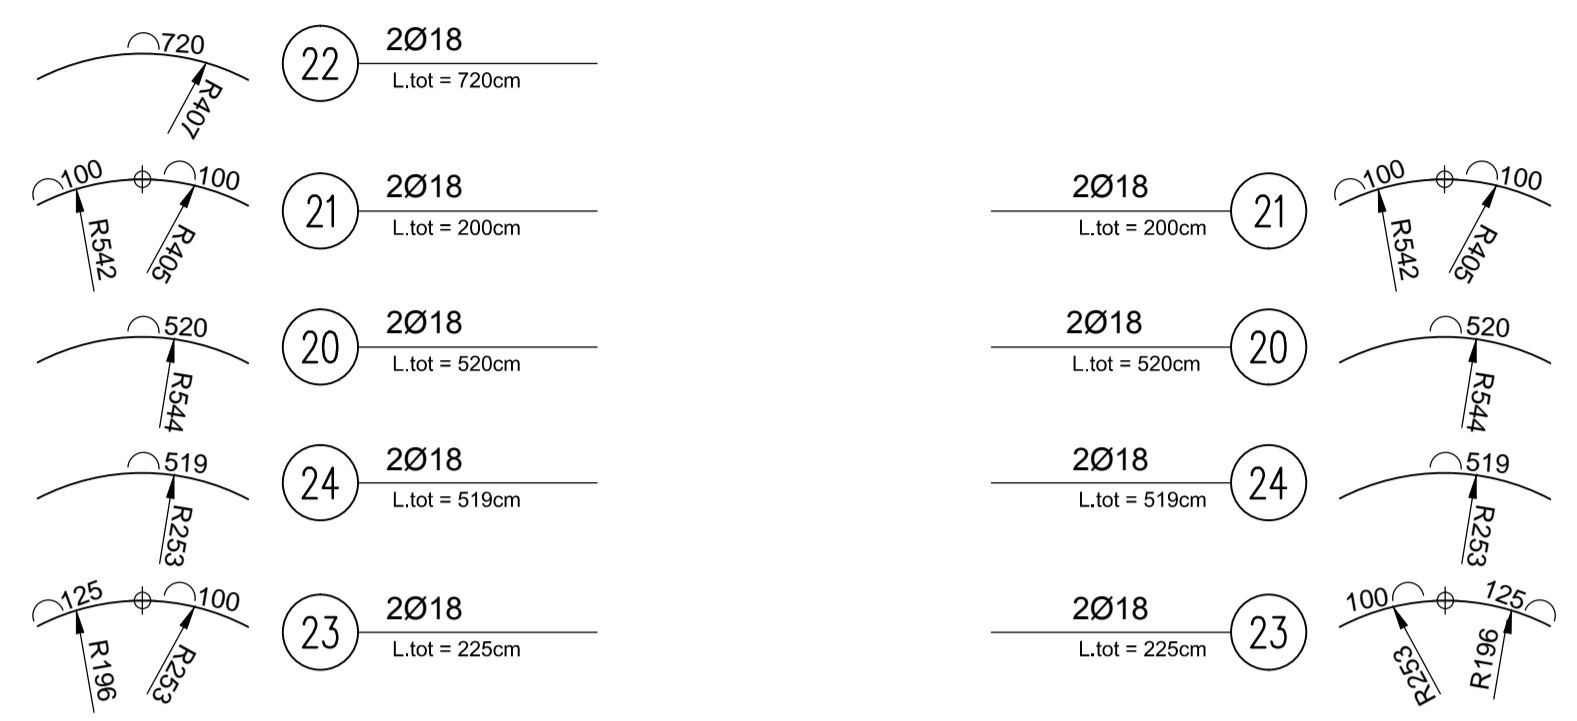 720 22 2Ø18
L.tot = 720cm
R407
100 100 21 2Ø18
L.tot = 200cm
R542 R405
2Ø18 21 100 100
L.tot = 200cm
R542 R405
520 20 2Ø18
L.tot = 520cm
R544
2Ø18 20 520
L.tot = 520cm
R544
519 24 2Ø18
L.tot = 519cm
R253
2Ø18 24 519
L.tot = 519cm
R253
125 100 23 2Ø18
L.tot = 225cm
R196 R253
2Ø18 23 100 125
L.tot = 225cm
R253 R196